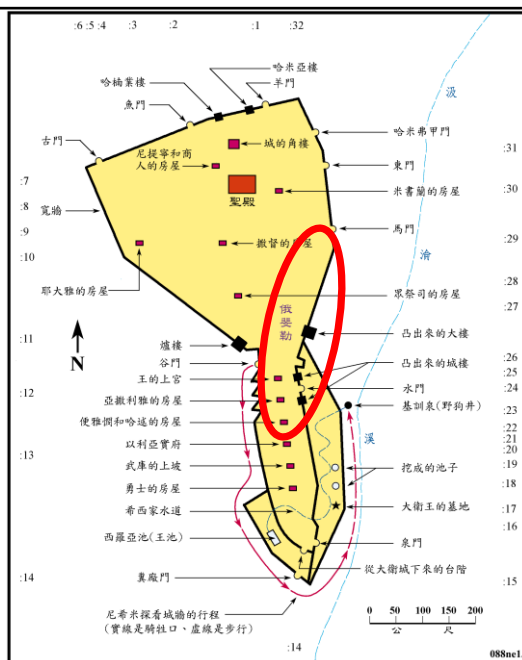 :6 :5 :4
:3
:2
:1
:32
哈米亞樓
哈楠業樓
羊門
魚門
汲
古門
城的角樓
哈米弗甲門
尼提寧和商
人的房屋
東門
:31
:7
聖殿
米書蘭的房屋
:30
:8
寬牆
:9
撒督的房屋
馬門
:29
:10
淪
耶大雅的房屋
:28
俄斐勒
眾祭司的房屋
:27
:11
爐樓
凸出來的大樓
N
谷門
:26
王的上宮
凸出來的城樓
:25
:12
亞撒利雅的房屋
水門
:24
基訓泉(野狗井)
:23
便雅憫和哈述的房屋
:22
溪
:21
以利亞實府
:20
:13
武庫的上坡
挖成的池子
:19
勇士的房屋
:18
希西家水道
大衛王的墓地
:17
:16
西羅亞池(王池)
泉門
從大衛城下來的台階
:14
糞廠門
:15
尼希米探看城牆的行程
(實線是騎牲口、虛線是步行)
0 50 100 150 200
公尺
:14
088ne1